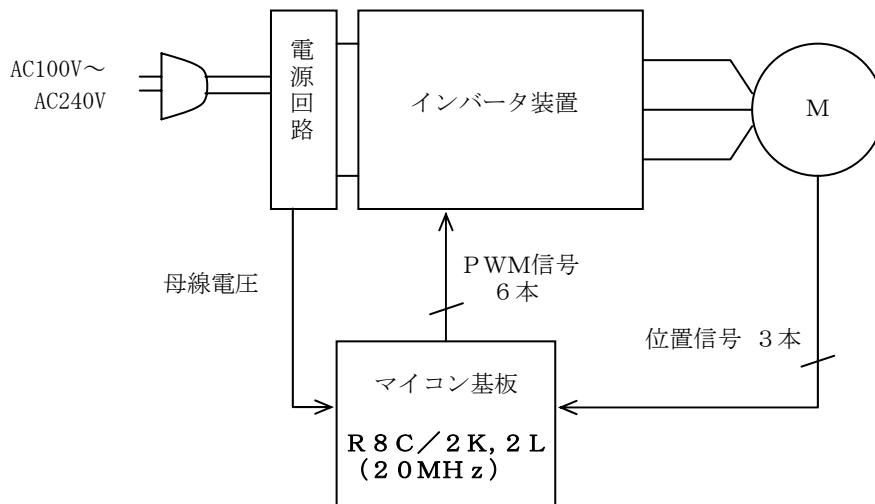 AC100V～
AC240V
電
源
回
路
インバータ装置
M
母線電圧
ＰＷＭ信号
６本
位置信号 ３本
マイコン基板
Ｒ８Ｃ／２Ｋ，２Ｌ
（２０ＭＨｚ）